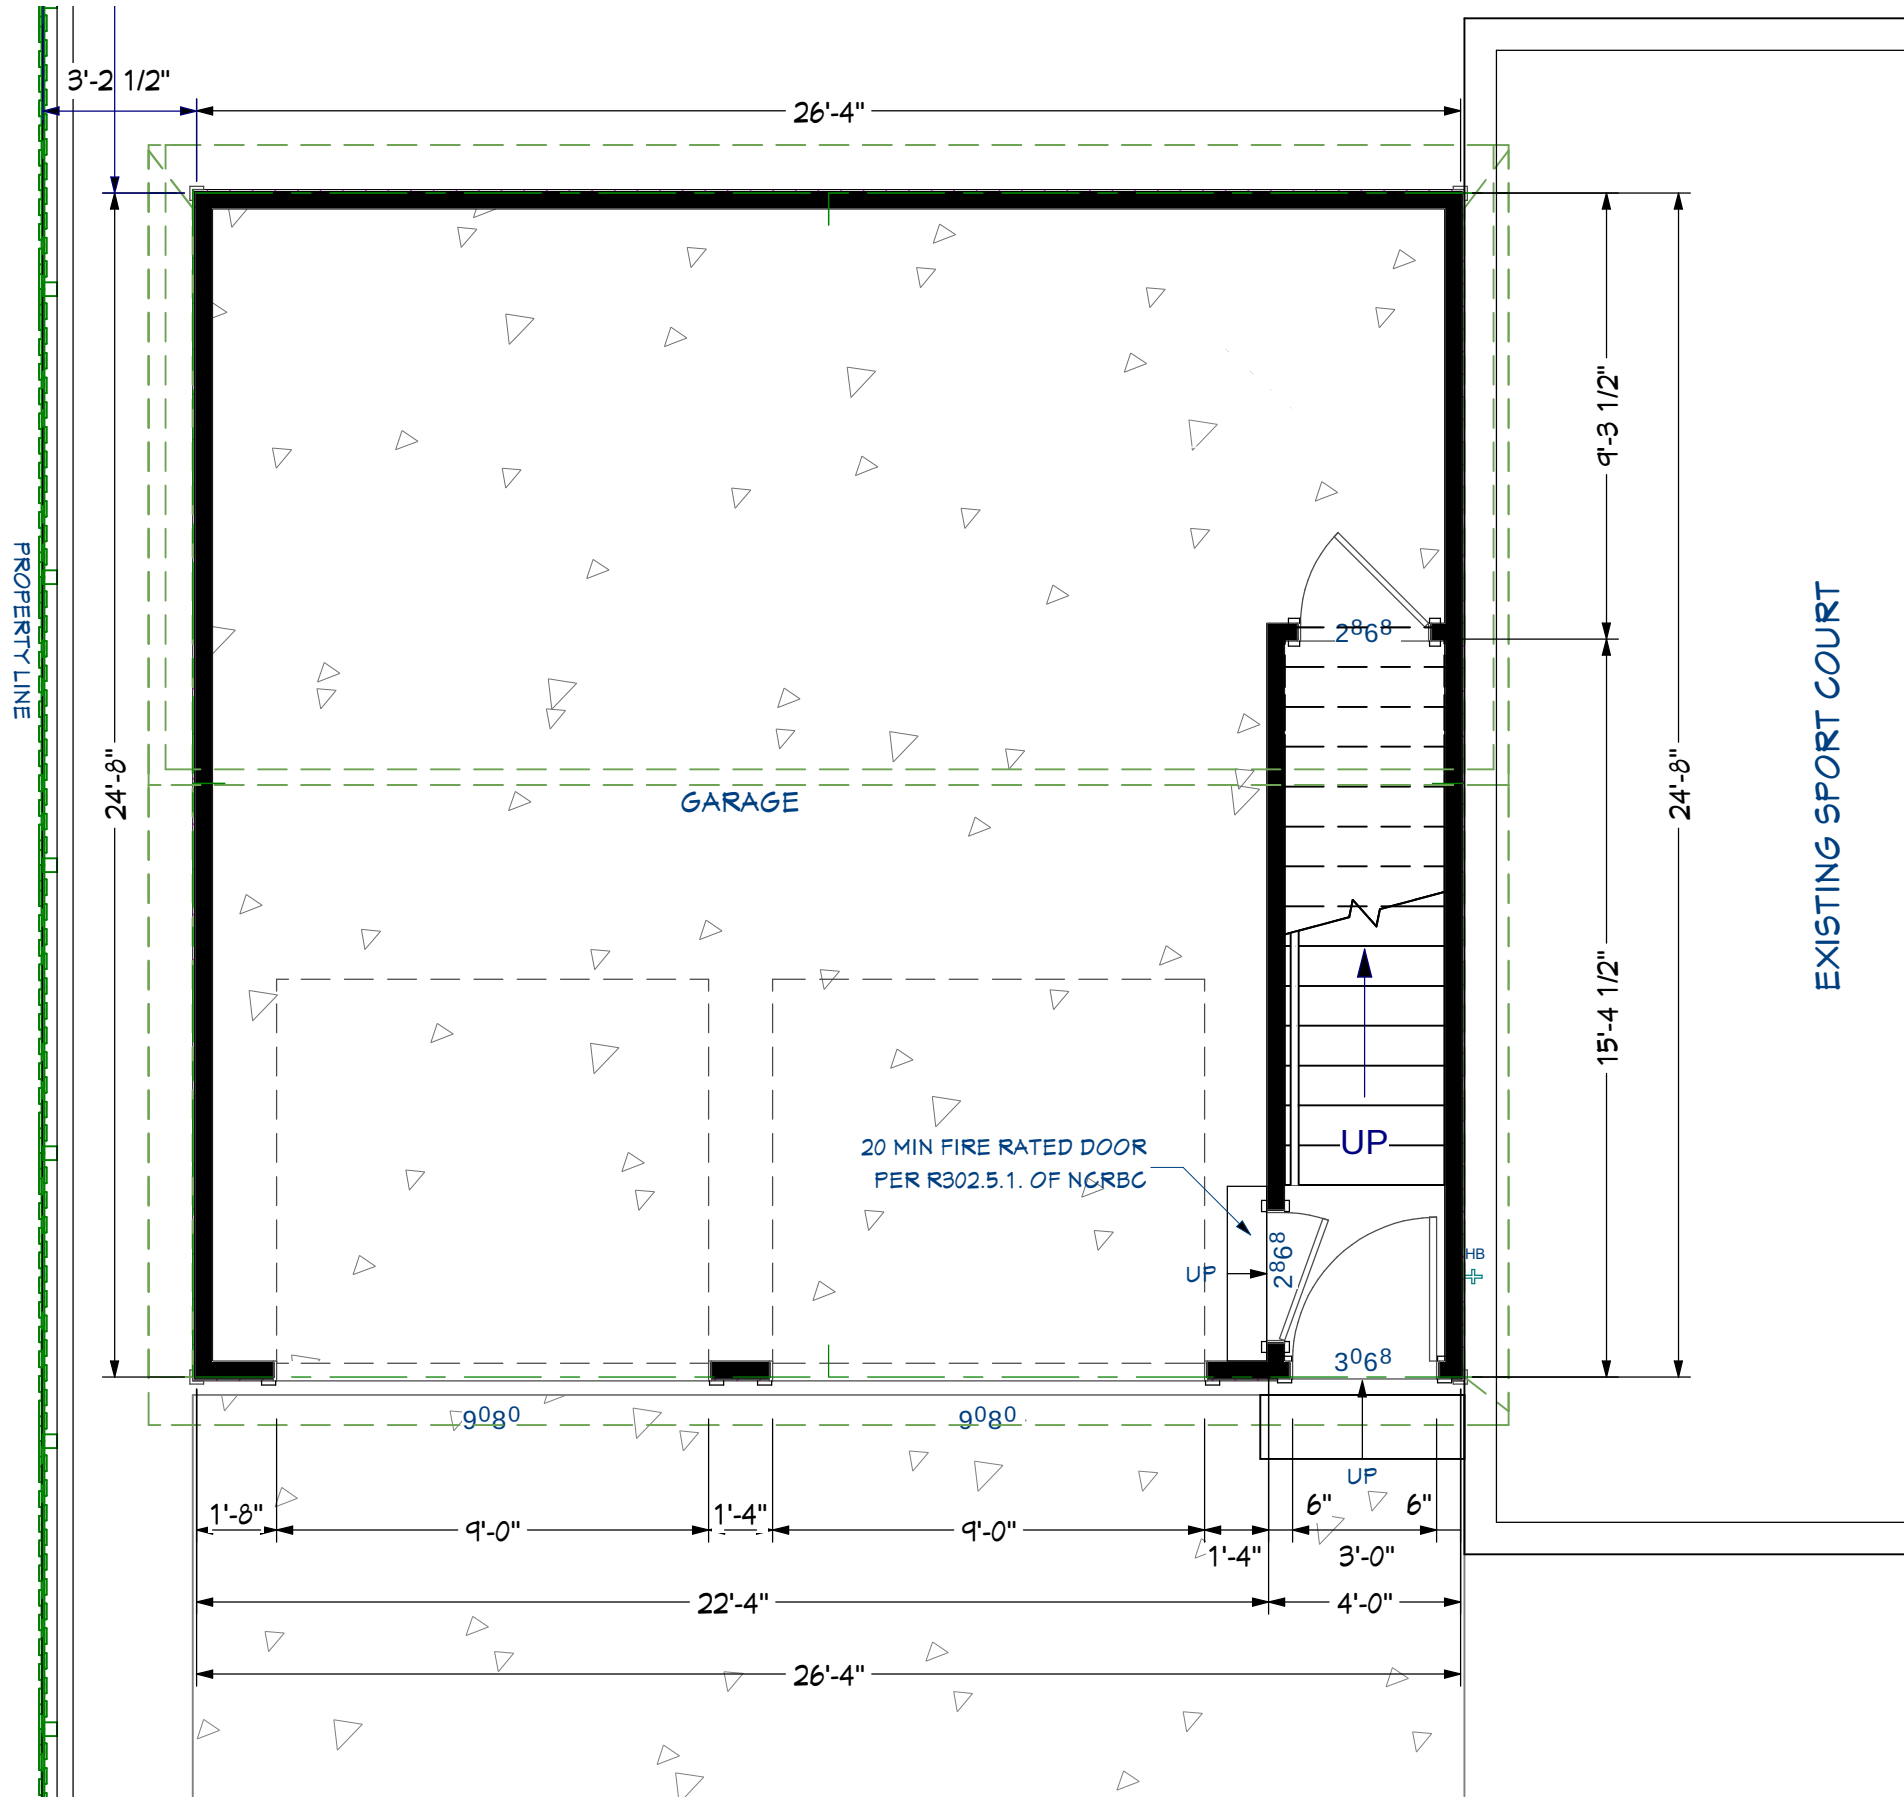 3'-2 1/2"
26'-4"
9'-3 1/2"
PROPERTY LINE
2⁸6⁸
EXISTING SPORT COURT
24'-8"
24'-8"
GARAGE
15'-4 1/2"
20 MIN FIRE RATED DOOR
PER R302.5.1. OF NCRBC
UP
HB
2⁸6⁸
UP
3⁰6⁸
9⁰8⁰
9⁰8⁰
UP
1'-8"
9'-0"
1'-4"
9'-0"
1'-4"
6"
3'-0"
6"
22'-4"
4'-0"
26'-4"